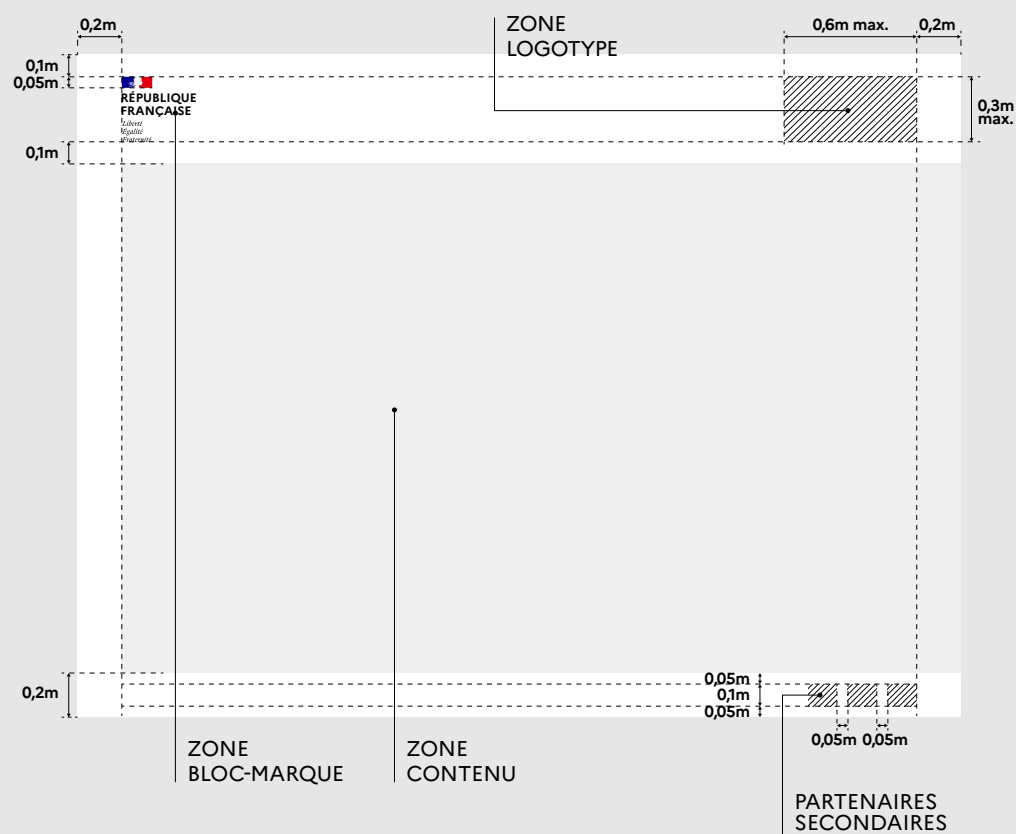 0,2m
ZONE
LOGOTYPE
0,6m max.
0,2m
0,1m
0,05m
RÉPUBLIQUE
FRANÇAISE
Liberté
Égalité
Fraternité
0,3m
max.
0,1m
0,2m
0,05m
0,1m
0,05m
0,05m
0,05m
ZONE
BLOC-MARQUE
ZONE
CONTENU
PARTENAIRES
SECONDAIRES